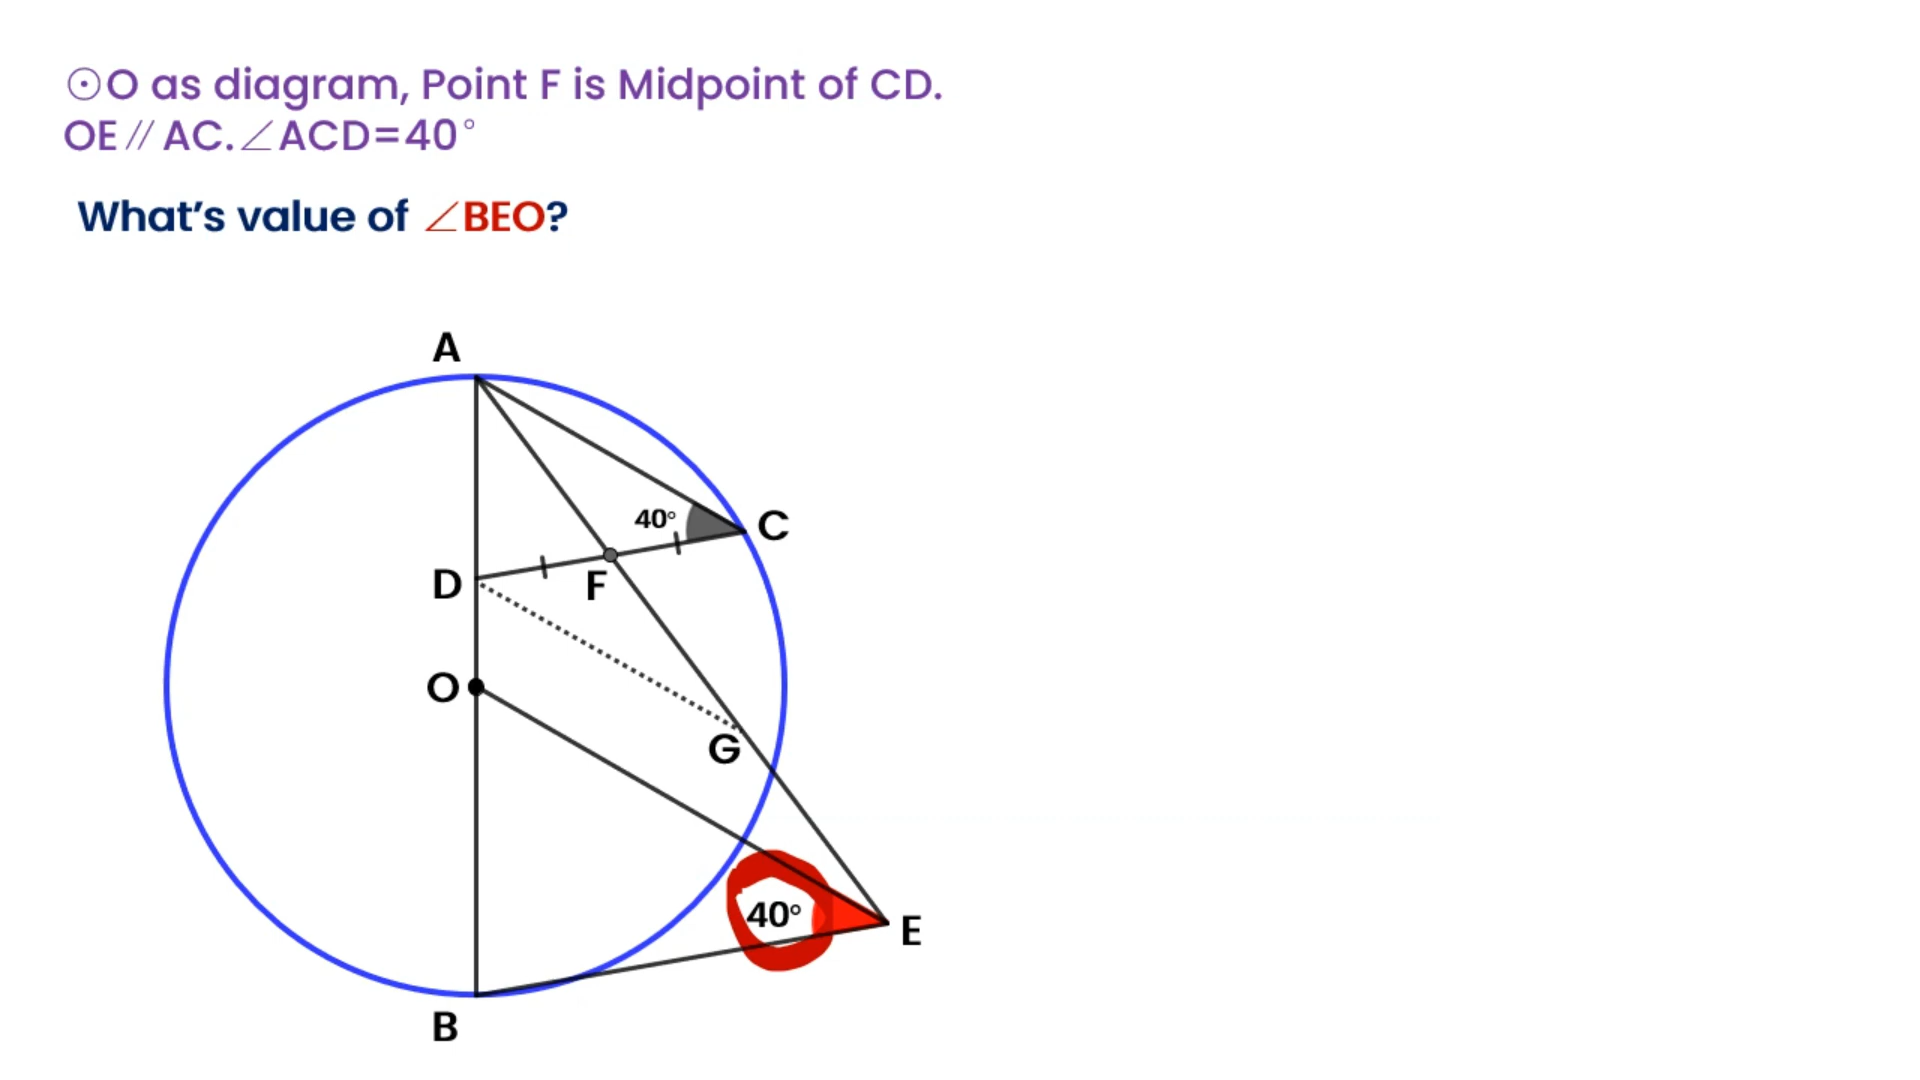 ⊙O as diagram, Point F is Midpoint of CD.
OE // AC.∠ACD=40°
What's value of ∠BEO?
A
40°
C
D
F
O
G
40°
E
B